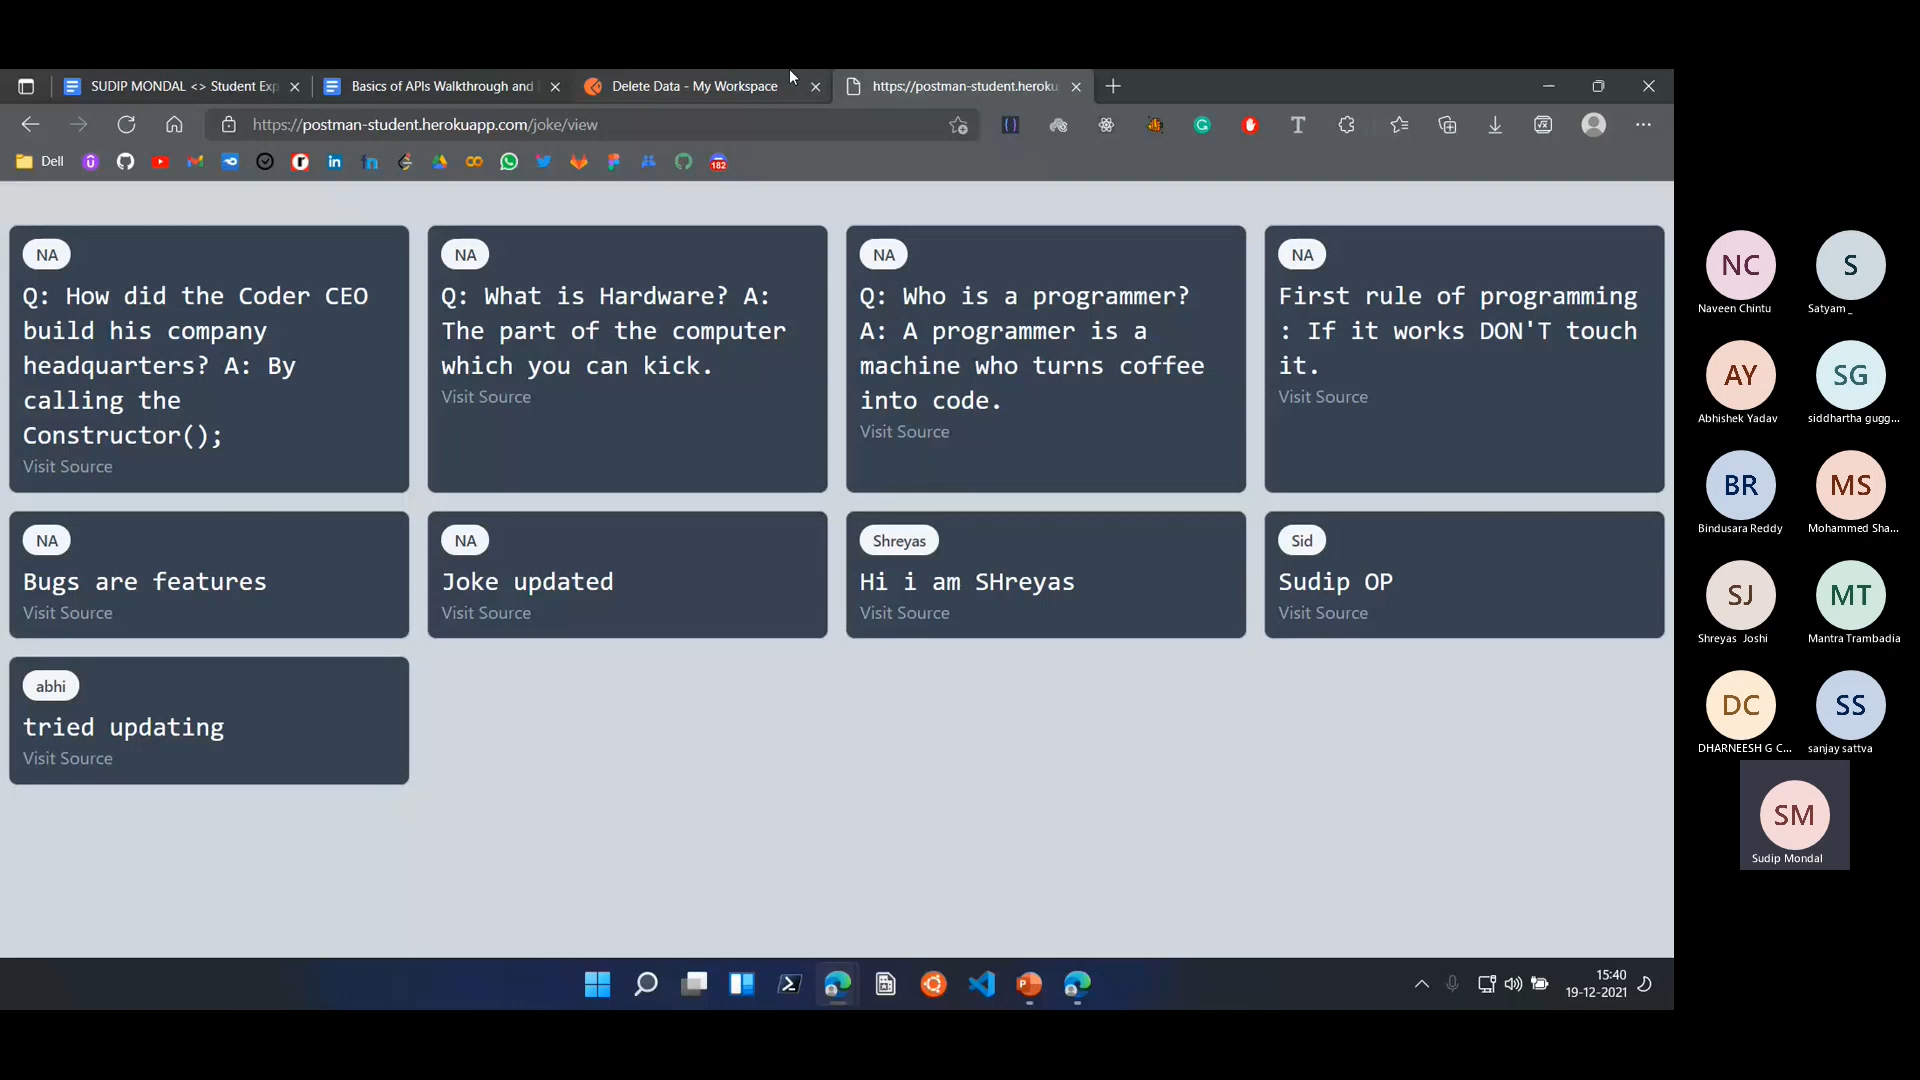 SUDIP MONDAL <> Student Exp
Basics of APIs Walkthrough and
Delete Data - My Workspace
https://postman-student.heroku
https://postman-student.herokuapp.com/joke/view
Dell
182
NA
Q: How did the Coder CEO
build his company
headquarters? A: By
calling the
Constructor();
Visit Source
NA
Q: What is Hardware? A:
The part of the computer
which you can kick.
Visit Source
NA
Q: Who is a programmer?
A: A programmer is a
machine who turns coffee
into code.
Visit Source
NA
First rule of programming
: If it works DON'T touch
it.
Visit Source
NA
Bugs are features
Visit Source
NA
Joke updated
Visit Source
Shreyas
Hi i am SHreyas
Visit Source
Sid
Sudip OP
Visit Source
abhi
tried updating
Visit Source
NC
Naveen Chintu
S
Satyam _
AY
Abhishek Yadav
SG
siddhartha gugg...
BR
Bindusara Reddy
MS
Mohammed Sha...
SJ
Shreyas Joshi
MT
Mantra Trambadia
DC
DHARNEESH G C...
SS
sanjay sattva
SM
Sudip Mondal
15:40
19-12-2021